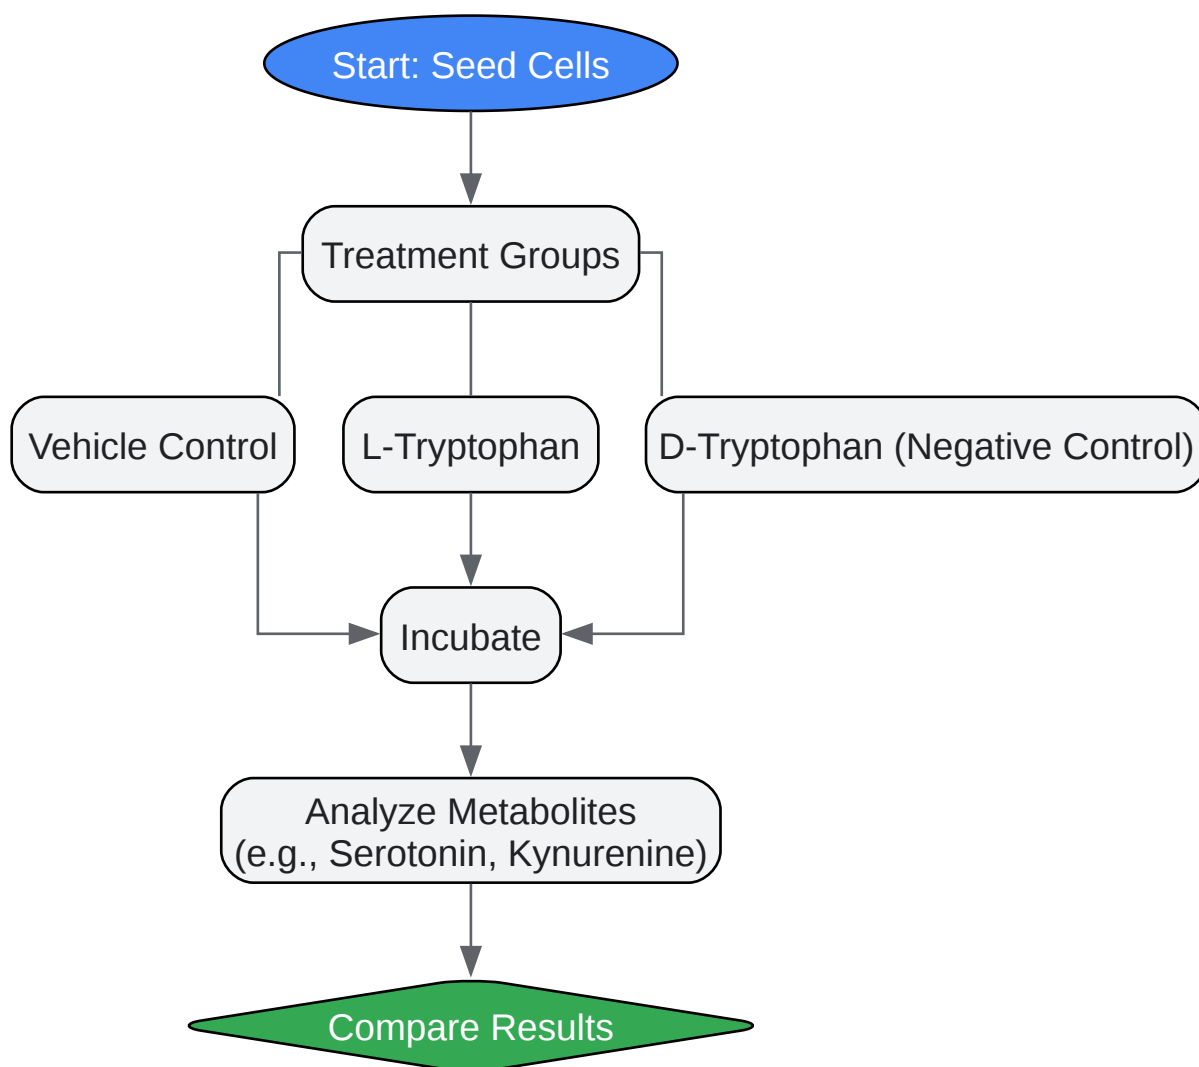 Start: Seed Cells
Treatment Groups
Vehicle Control
L-Tryptophan
D-Tryptophan (Negative Control)
Incubate
Analyze Metabolites
(e.g., Serotonin, Kynurenine)
Compare Results